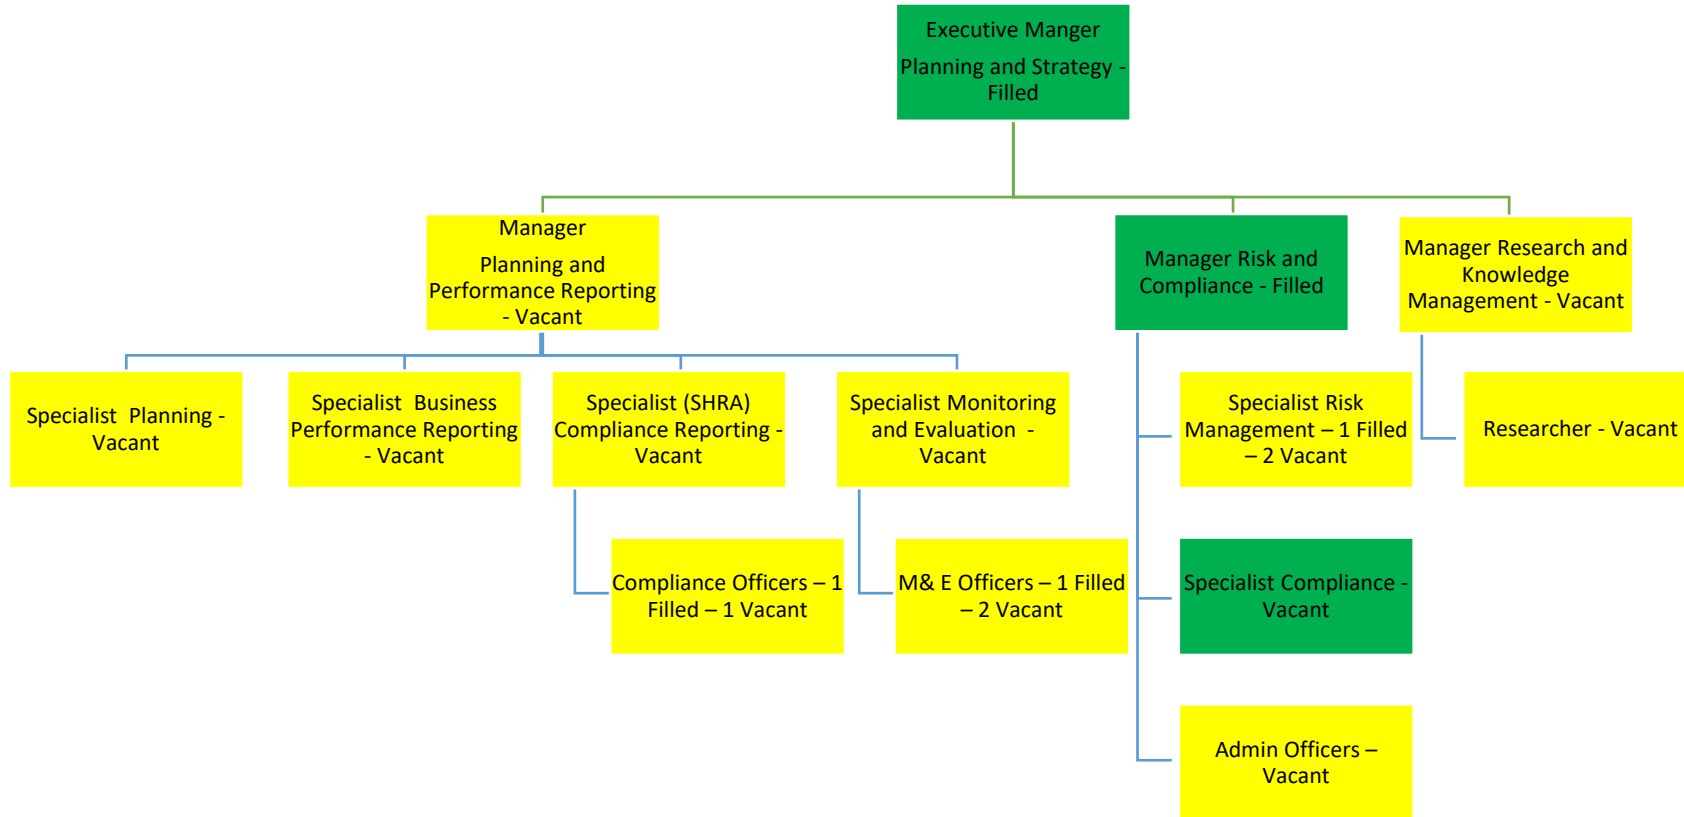 Executive Manger
Planning and Strategy -
Filled
Manager
Planning and
Performance Reporting
- Vacant
Manager Risk and
Compliance - Filled
Manager Research and
Knowledge
Management - Vacant
Specialist  Planning -
Vacant
Specialist  Business
Performance Reporting
- Vacant
Specialist (SHRA)
Compliance Reporting -
Vacant
Specialist Monitoring
and Evaluation  -
Vacant
Specialist Risk
Management – 1 Filled
– 2 Vacant
Researcher - Vacant
Compliance Officers – 1
Filled – 1 Vacant
M& E Officers – 1 Filled
– 2 Vacant
Specialist Compliance -
Vacant
Admin Officers –
Vacant